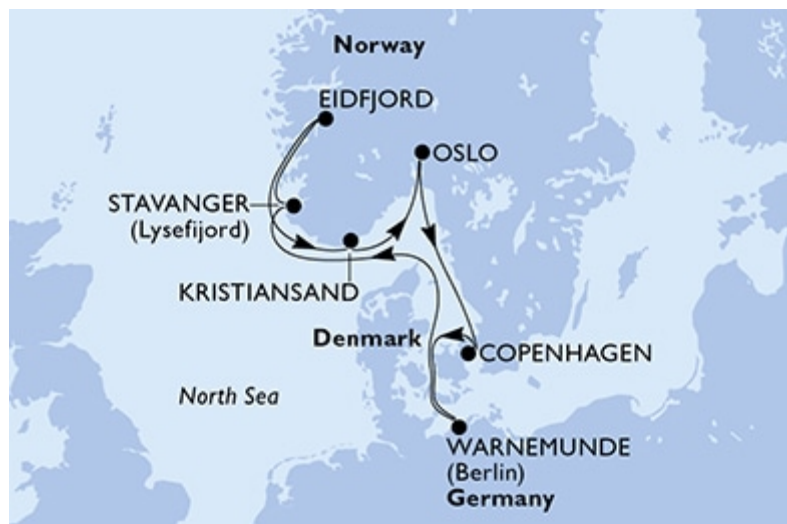 Norway
EIDFJORD
OSLO
STAVANGER
(Lysefijord)
KRISTIANSAND
Denmark
COPENHAGEN
North Sea
WARNEMUNDE
(Berlin)
Germany